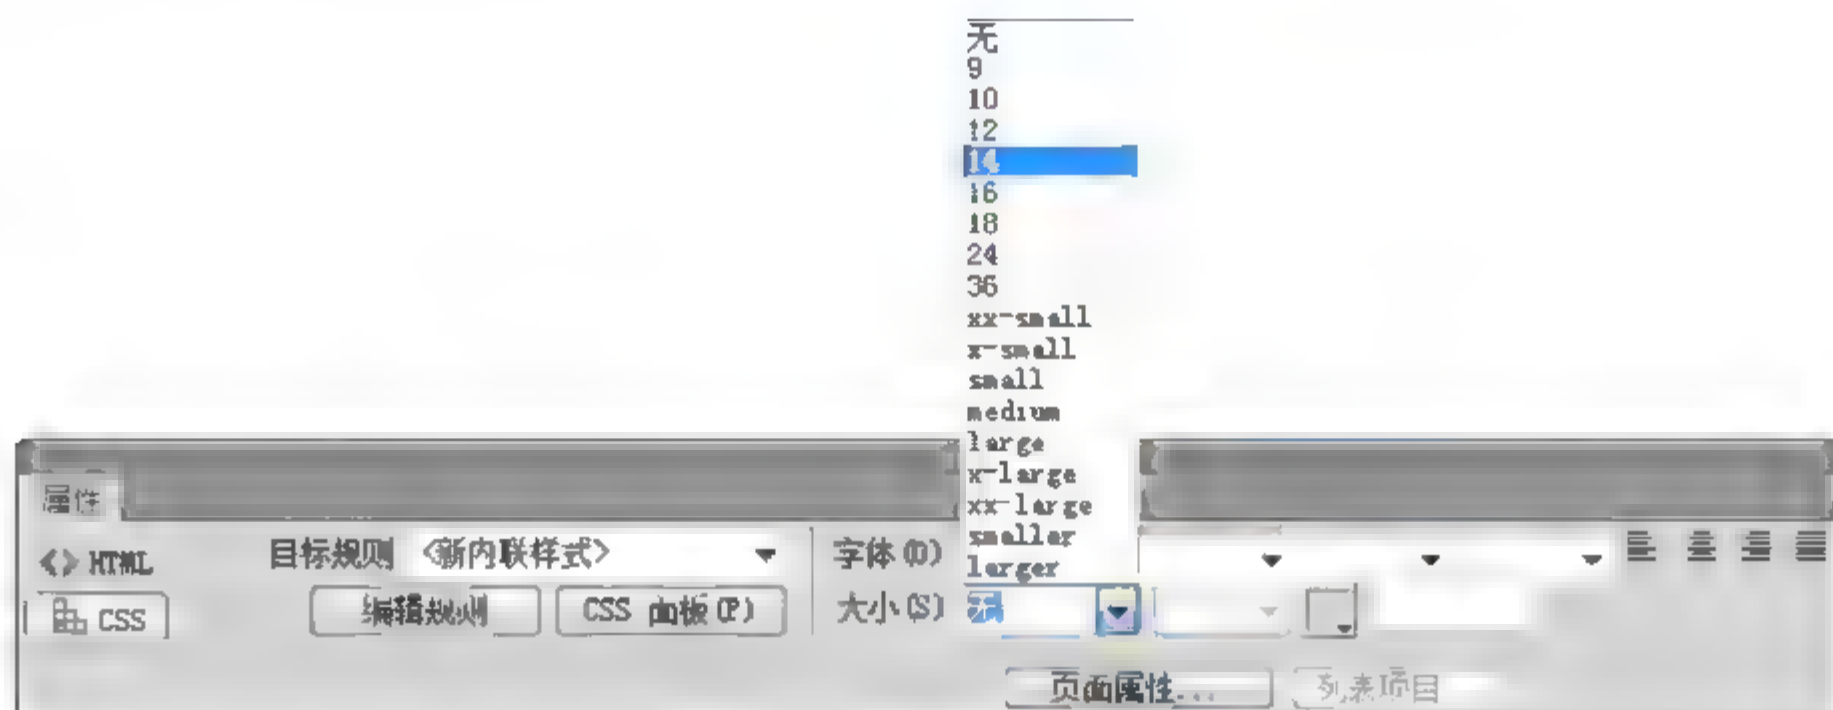 无
9
10
12
14
16
18
24
36
xx-small
x-small
small
medium
large
x-large
xx-large
smaller
larger
属性
<> HTML
目标规则 <新内联样式>
字体(O)
CSS
编辑规则
CSS 面板(P)
大小(S) 无
页面属性...
列表项目